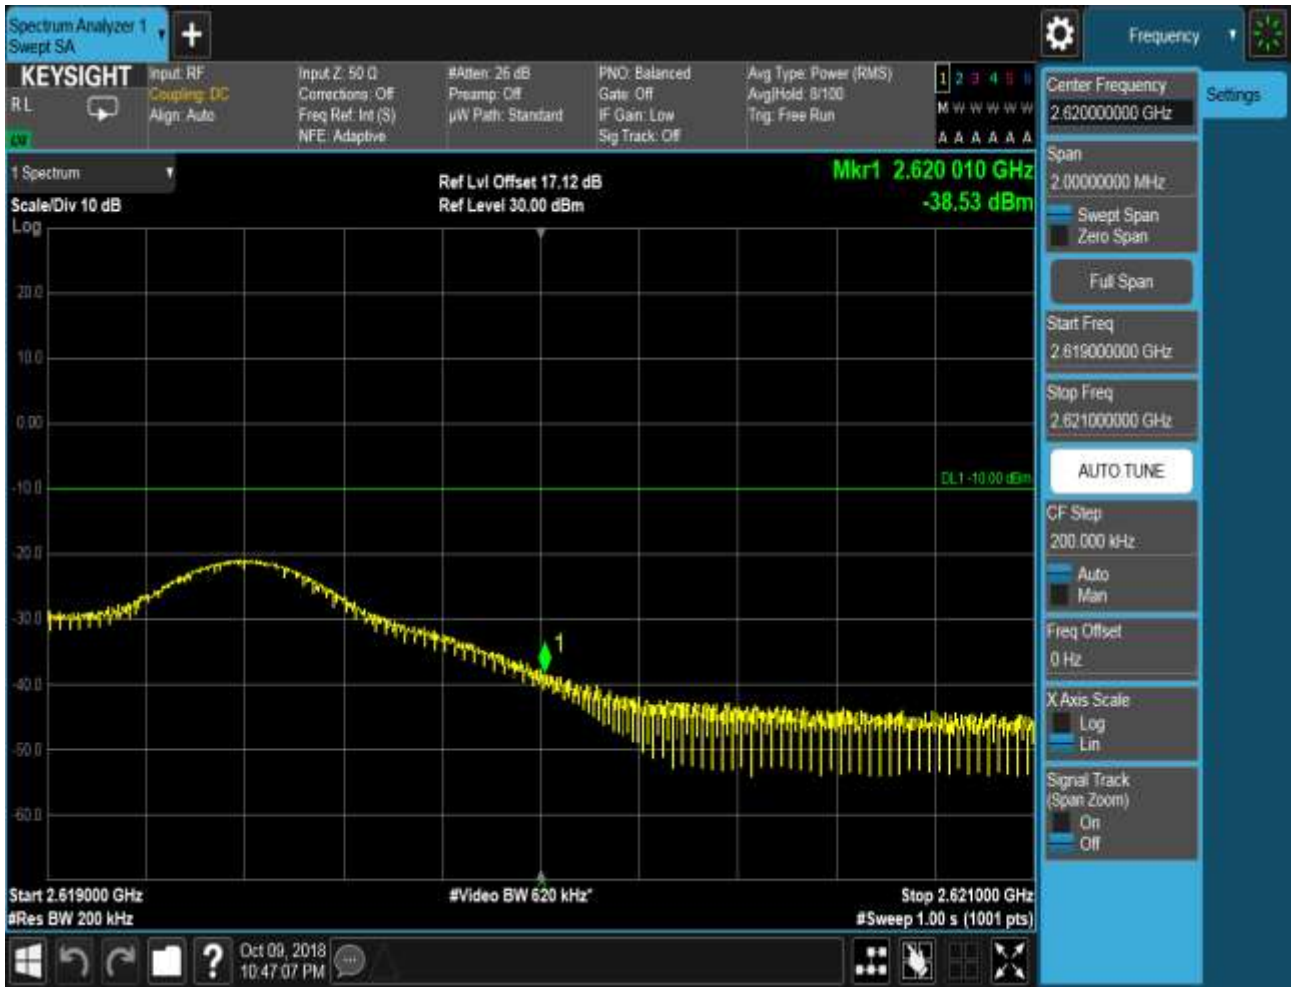 Spectrum Analyzer 1
Swept SA
+
Frequency
KEYSIGHT
R L
Input: RF
Coupling: DC
Align: Auto
Input Z: 50 Ω
Corrections: Off
Freq Ref: Int (S)
NFE: Adaptive
#Atten: 26 dB
Preamp: Off
µW Path: Standard
PNO: Balanced
Gate: Off
IF Gain: Low
Sig Track: Off
Avg Type: Power (RMS)
Avg|Hold: 8/100
Trig: Free Run
1 2 3 4 5 6
M W W W W W
A A A A A A
1 Spectrum
Scale/Div 10 dB
Ref Lvl Offset 17.12 dB
Ref Level 30.00 dBm
Mkr1 2.620 010 GHz
-38.53 dBm
Log
20.0
10.0
0.00
-10.0
-20.0
-30.0
-40.0
-50.0
-60.0
DL1 -10.00 dBm
1
Start 2.619000 GHz
#Res BW 200 kHz
#Video BW 620 kHz*
Stop 2.621000 GHz
#Sweep 1.00 s (1001 pts)
Center Frequency
2.620000000 GHz
Settings
Span
2.00000000 MHz
Swept Span
Zero Span
Full Span
Start Freq
2.619000000 GHz
Stop Freq
2.621000000 GHz
AUTO TUNE
CF Step
200.000 kHz
Auto
Man
Freq Offset
0 Hz
X Axis Scale
Log
Lin
Signal Track
(Span Zoom)
On
Off
?
Oct 09, 2018
10:47:07 PM